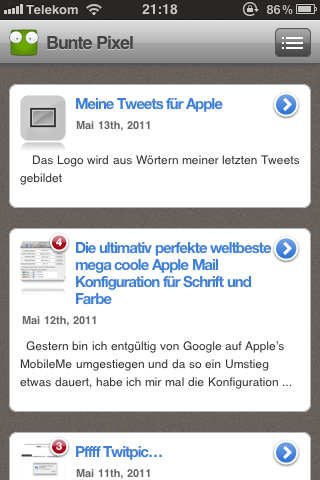 Telekom 21:18 86%
Bunte Pixel
Meine Tweets für Apple
Mai 13th, 2011
Das Logo wird aus Wörtern meiner letzten Tweets
gebildet
4
Die ultimativ perfekte weltbeste
mega coole Apple Mail
Konfiguration für Schrift und
Farbe
Mai 12th, 2011
Gestern bin ich entgültig von Google auf Apple's
MobileMe umgestiegen und da so ein Umstieg
etwas dauert, habe ich mir mal die Konfiguration ...
3
Pffff Twitpic…
Mai 11th, 2011